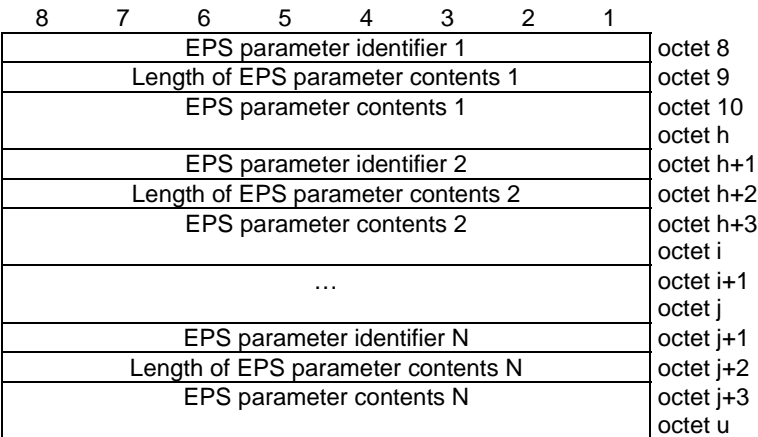 8 7 6 5 4 3 2 1
EPS parameter identifier 1 octet 8
Length of EPS parameter contents 1 octet 9
EPS parameter contents 1 octet 10
octet h
EPS parameter identifier 2 octet h+1
Length of EPS parameter contents 2 octet h+2
EPS parameter contents 2 octet h+3
octet i
… octet i+1
octet j
EPS parameter identifier N octet j+1
Length of EPS parameter contents N octet j+2
EPS parameter contents N octet j+3
octet u